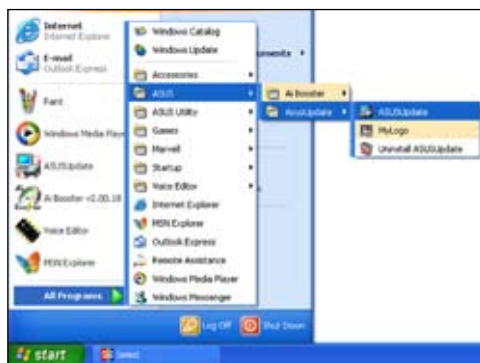 Internet
Internet Explorer
E-mail
Outlook Express
Paint
Windows Media Player
ASUSUpdate
Ai Booster v2.00.18
Voice Editor
MSN Explorer
All Programs
Windows Catalog
Windows Update
Accessories
ASUS
ASUS Utility
Games
Marvell
Startup
Voice Editor
Internet Explorer
MSN Explorer
Outlook Express
Remote Assistance
Windows Media Player
Windows Messenger
ocuments
Ai Booster
AsusUpdate
ASUSUpdate
MyLogo
Uninstall ASUSUpdate
Log Off
Shut Down
start